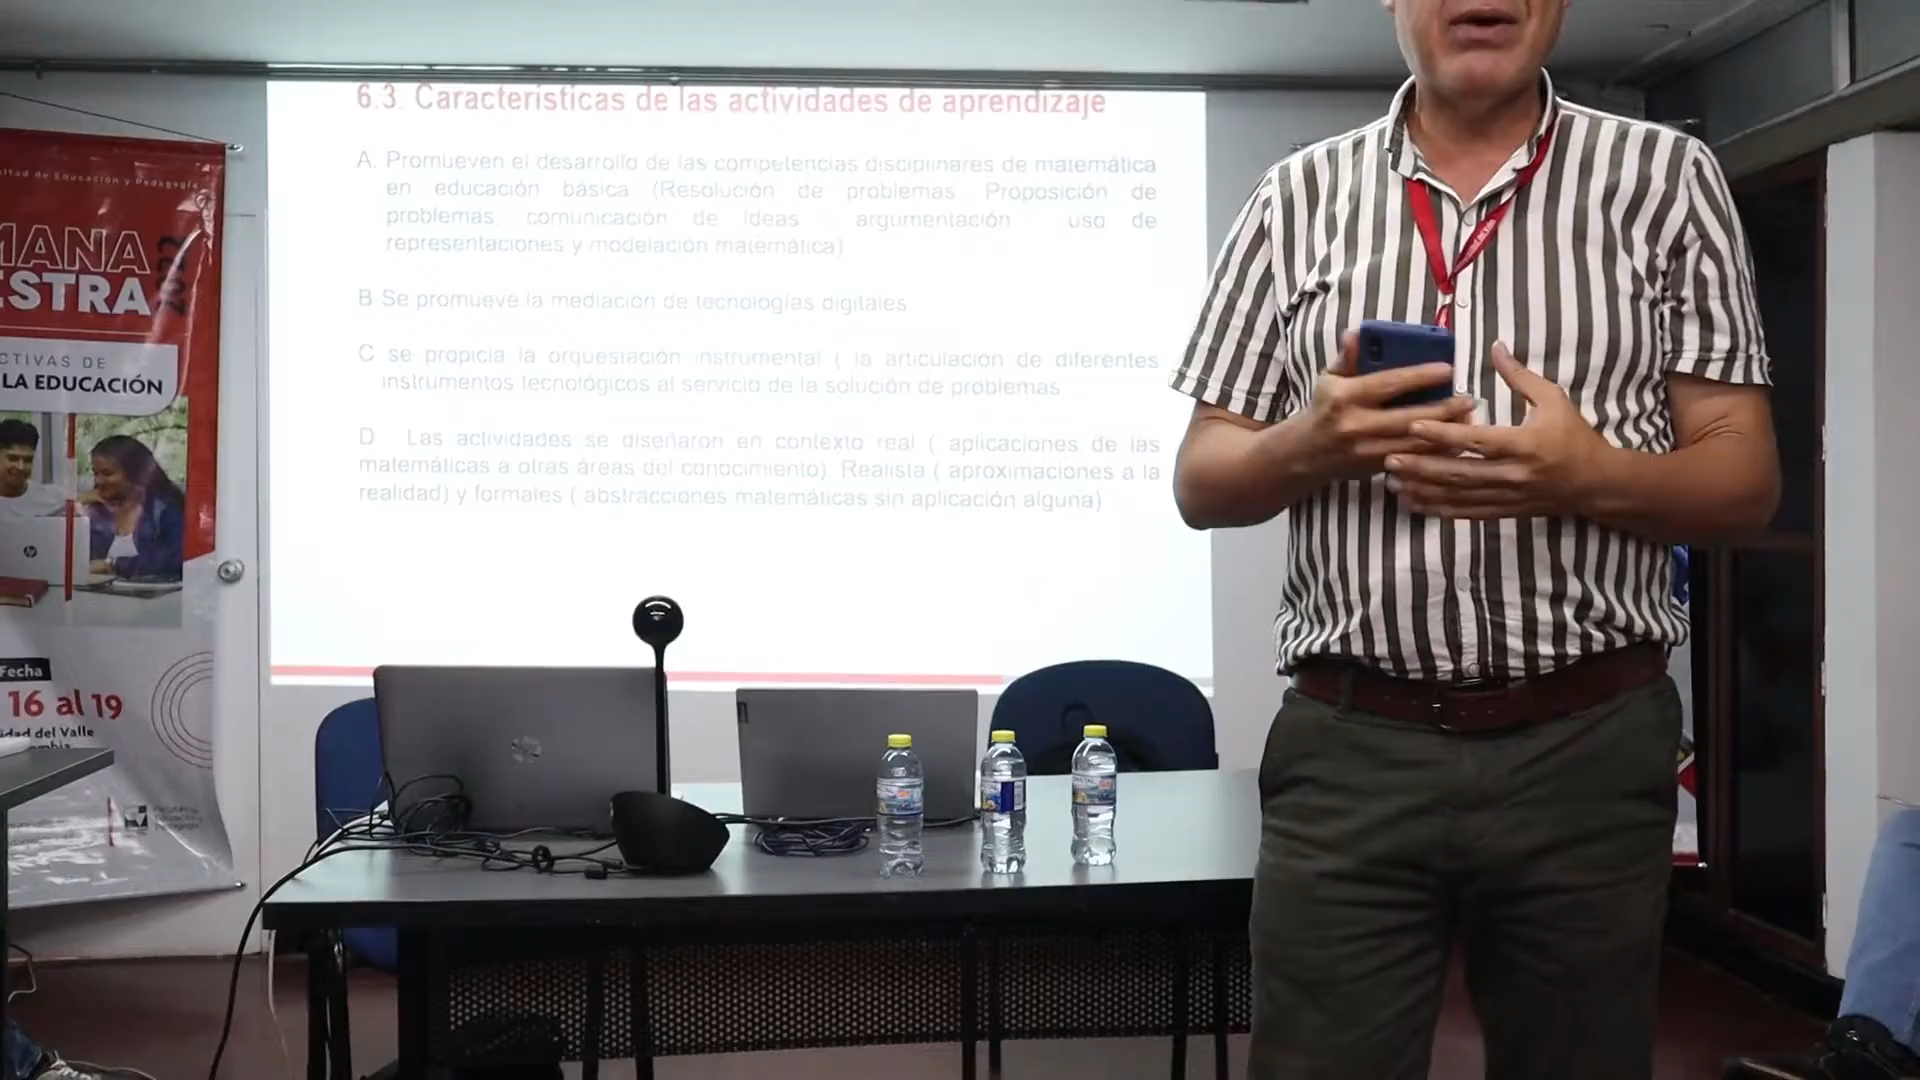 6.3. Características de las actividades de aprendizaje
A. Promueven el desarrollo de las competencias disciplinares de matemática
en educación básica (Resolución de problemas Proposición de
problemas comunicación de ideas argumentación uso de
representaciones y modelación matemática)
B Se promueve la mediación de tecnologías digitales
C se propicia la orquestación instrumental ( la articulación de diferentes
instrumentos tecnológicos al servicio de la solución de problemas
D Las actividades se diseñaron en contexto real ( aplicaciones de las
matemáticas a otras áreas del conocimiento). Realista ( aproximaciones a la
realidad) y formales ( abstracciones matemáticas sin aplicación alguna)
ltad de Educación y Pedagogía
MANA
ESTRA
2022
CTIVAS DE
LA EDUCACIÓN
hp
Fecha
16 al 19
idad del Valle
ombia
hp